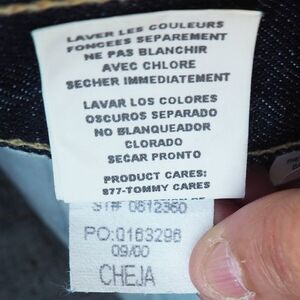 LAVER LES COULEURS
FONCEES SEPAREMENT
NE PAS BLANCHIR
AVEC CHLORE
SECHER IMMEDIATEMENT
LAVAR LOS COLORES
OSCUROS SEPARADO
NO BLANQUEADOR
CLORADO
SECAR PRONTO
PRODUCT CARES:
877-TOMMY CARES
ST# 0812360
PO:0163296
09/00
CHEJA